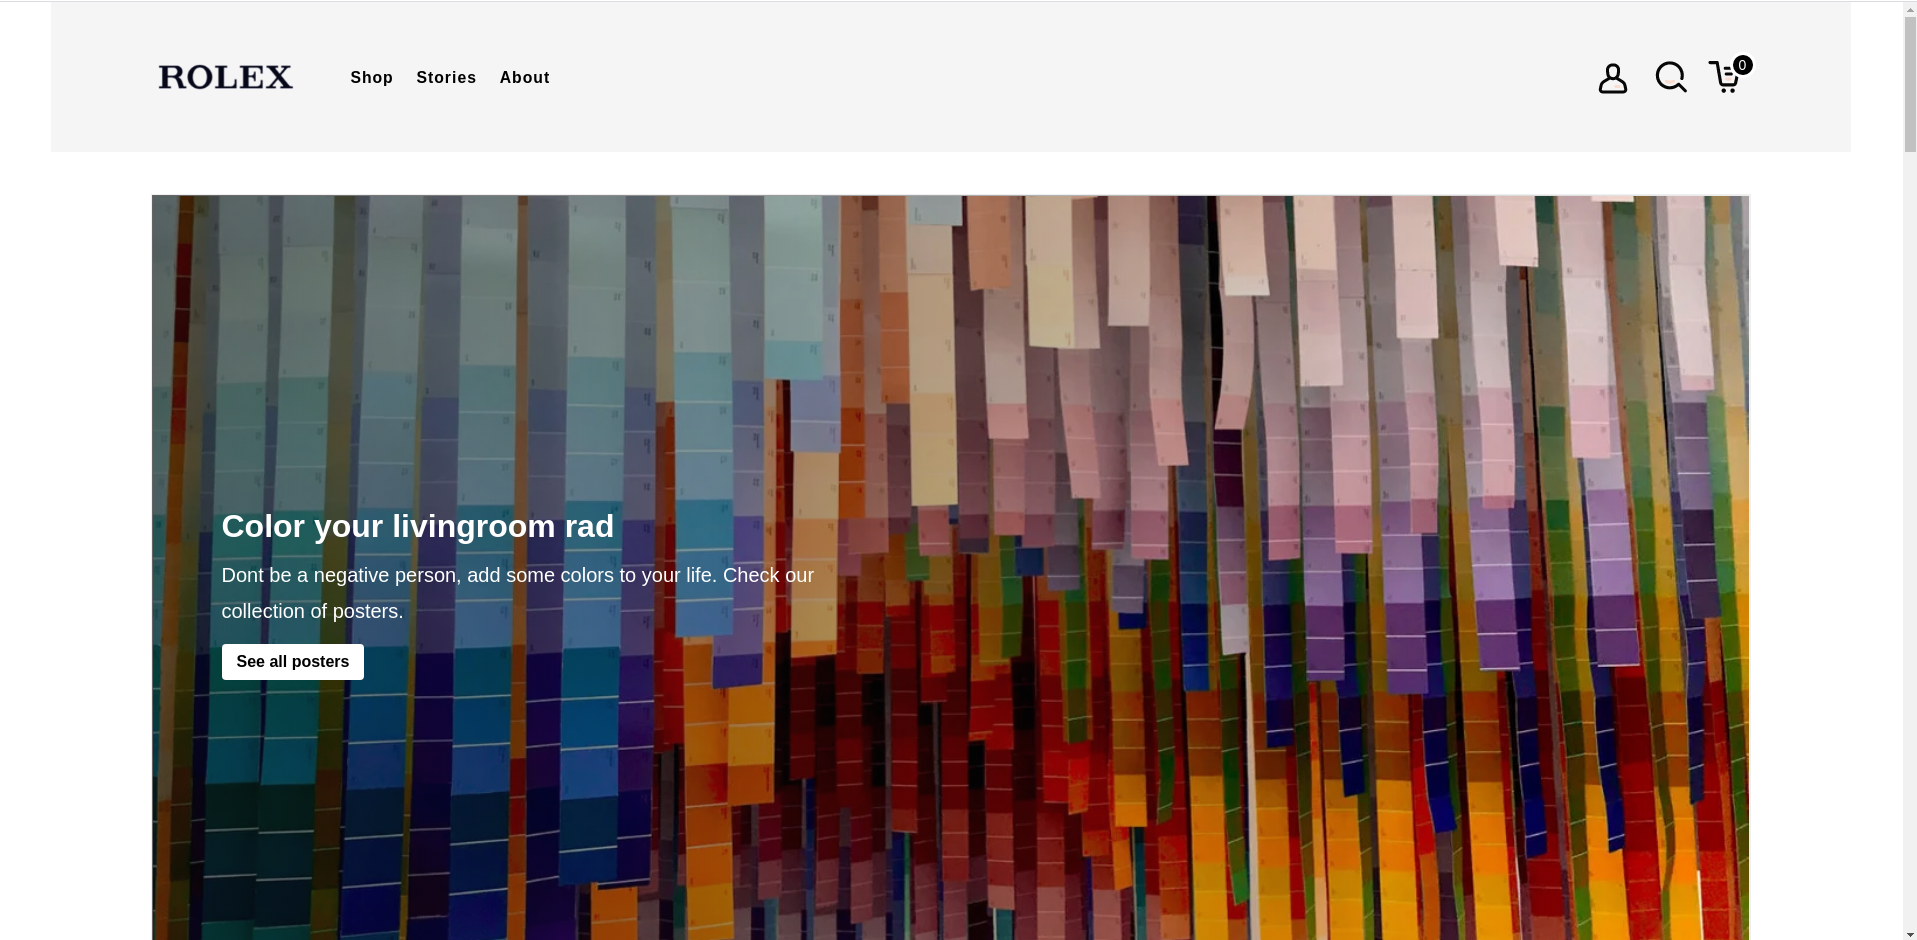 ROLEX
Shop
Stories
About
0
Color your livingroom rad
Dont be a negative person, add some colors to your life. Check our
collection of posters.
See all posters